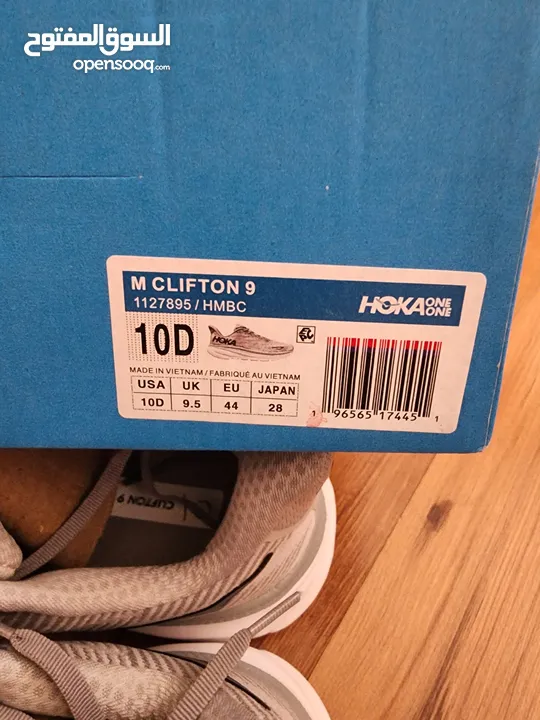 السوق المفتوح
opensooq.com
M CLIFTON 9
1127895 / HMBC
HOKA ONE ONE
10D
HOKA
MADE IN VIETNAM / FABRIQUÉ AU VIETNAM
USA UK EU JAPAN
10D 9.5 44 28
1 96565 17445 1
CLIFTON 9